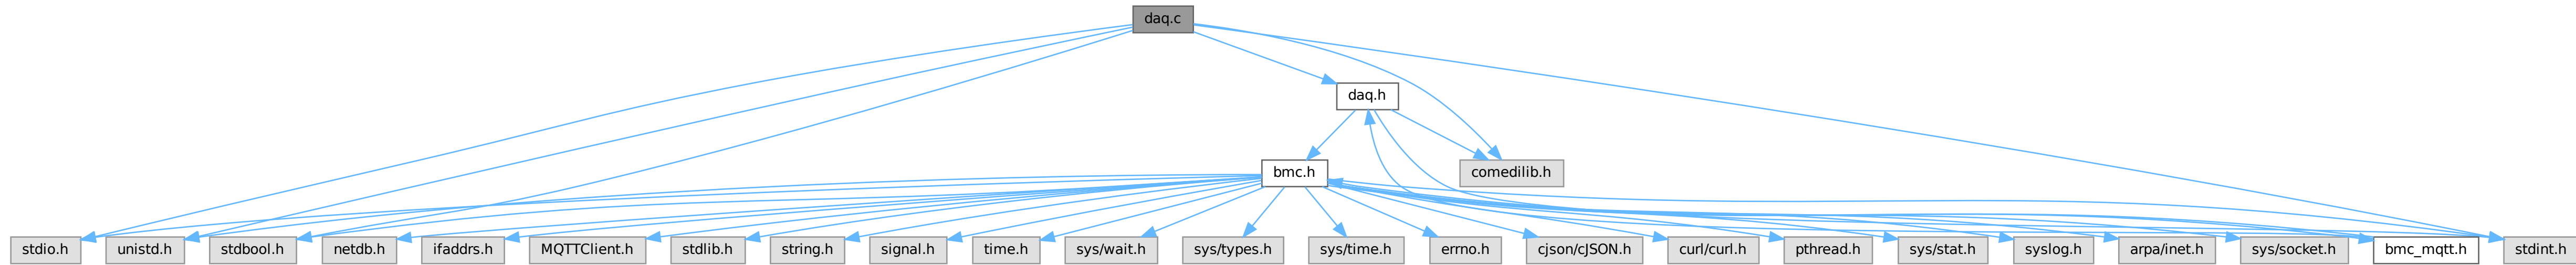 daq.c
daq.h
bmc.h
comedilib.h
stdio.h
unistd.h
stdbool.h
netdb.h
ifaddrs.h
MQTTClient.h
stdlib.h
string.h
signal.h
time.h
sys/wait.h
sys/types.h
sys/time.h
errno.h
cjson/cJSON.h
curl/curl.h
pthread.h
sys/stat.h
syslog.h
arpa/inet.h
sys/socket.h
bmc_mqtt.h
stdint.h